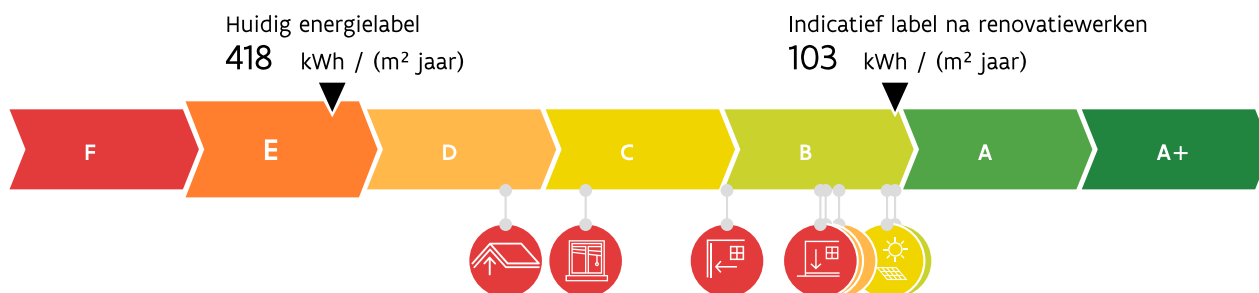 Huidig energielabel
418 kWh / (m² jaar)
Indicatief label na renovatiewerken
103 kWh / (m² jaar)
F E D C B A A+